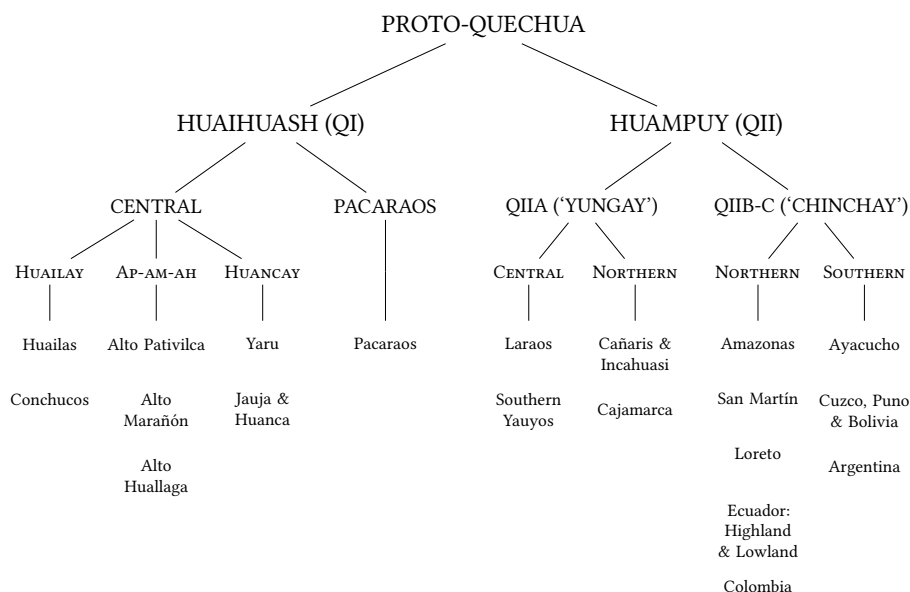 PROTO-QUECHUA
HUAIHUASH (QI)
HUAMPUY (QII)
CENTRAL
PACARAOS
QIIA (‘YUNGAY’)
QIIB-C (‘CHINCHAY’)
Huailay
Ap-am-ah
Huancay
Central
Northern
Northern
Southern
Huailas
Alto Pativilca
Yaru
Pacaraos
Laraos
Cañaris &
Incahuasi
Amazonas
Ayacucho
Conchucos
Alto
Marañón
Jauja &
Huanca
Southern
Yauyos
Cajamarca
San Martín
Cuzco, Puno
& Bolivia
Alto
Huallaga
Loreto
Argentina
Ecuador:
Highland
& Lowland
Colombia